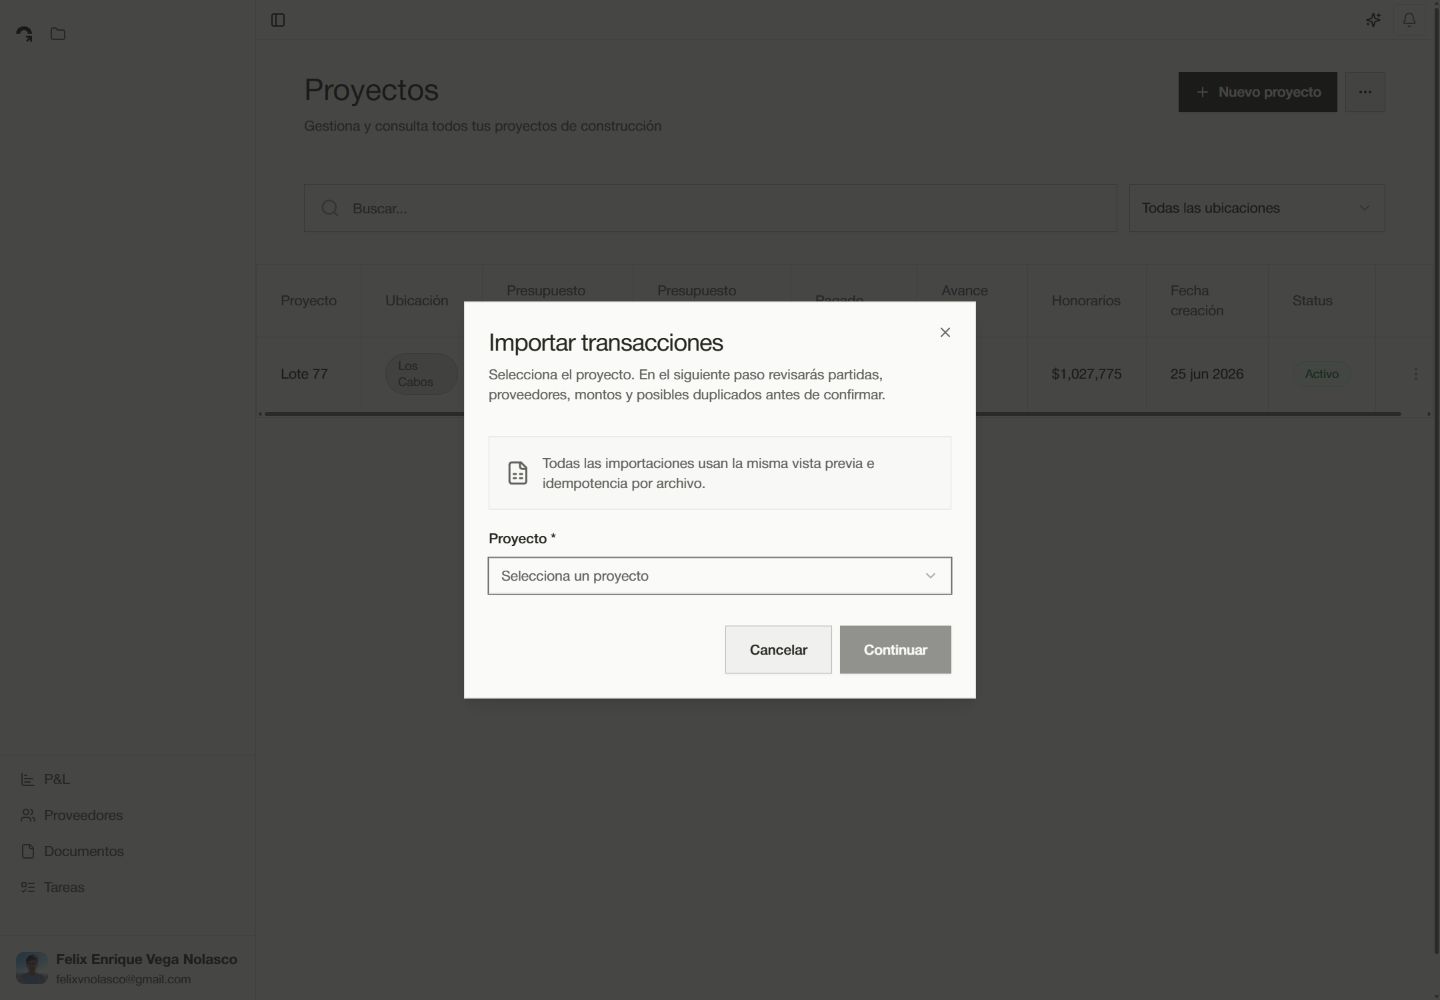 Proyectos
Gestiona y consulta todos tus proyectos de construcción
Nuevo proyecto
Buscar...
Todas las ubicaciones
Proyecto
Ubicación
Presupuesto
Presupuesto
Pagado
Avance
Honorarios
Fecha
creación
Status
Lote 77
Los
Cabos
$1,027,775
25 jun 2026
Activo
Importar transacciones
Selecciona el proyecto. En el siguiente paso revisarás partidas,
proveedores, montos y posibles duplicados antes de confirmar.
Todas las importaciones usan la misma vista previa e
idempotencia por archivo.
Proyecto *
Selecciona un proyecto
Cancelar
Continuar
P&L
Proveedores
Documentos
Tareas
Felix Enrique Vega Nolasco
felixvnolasco@gmail.com